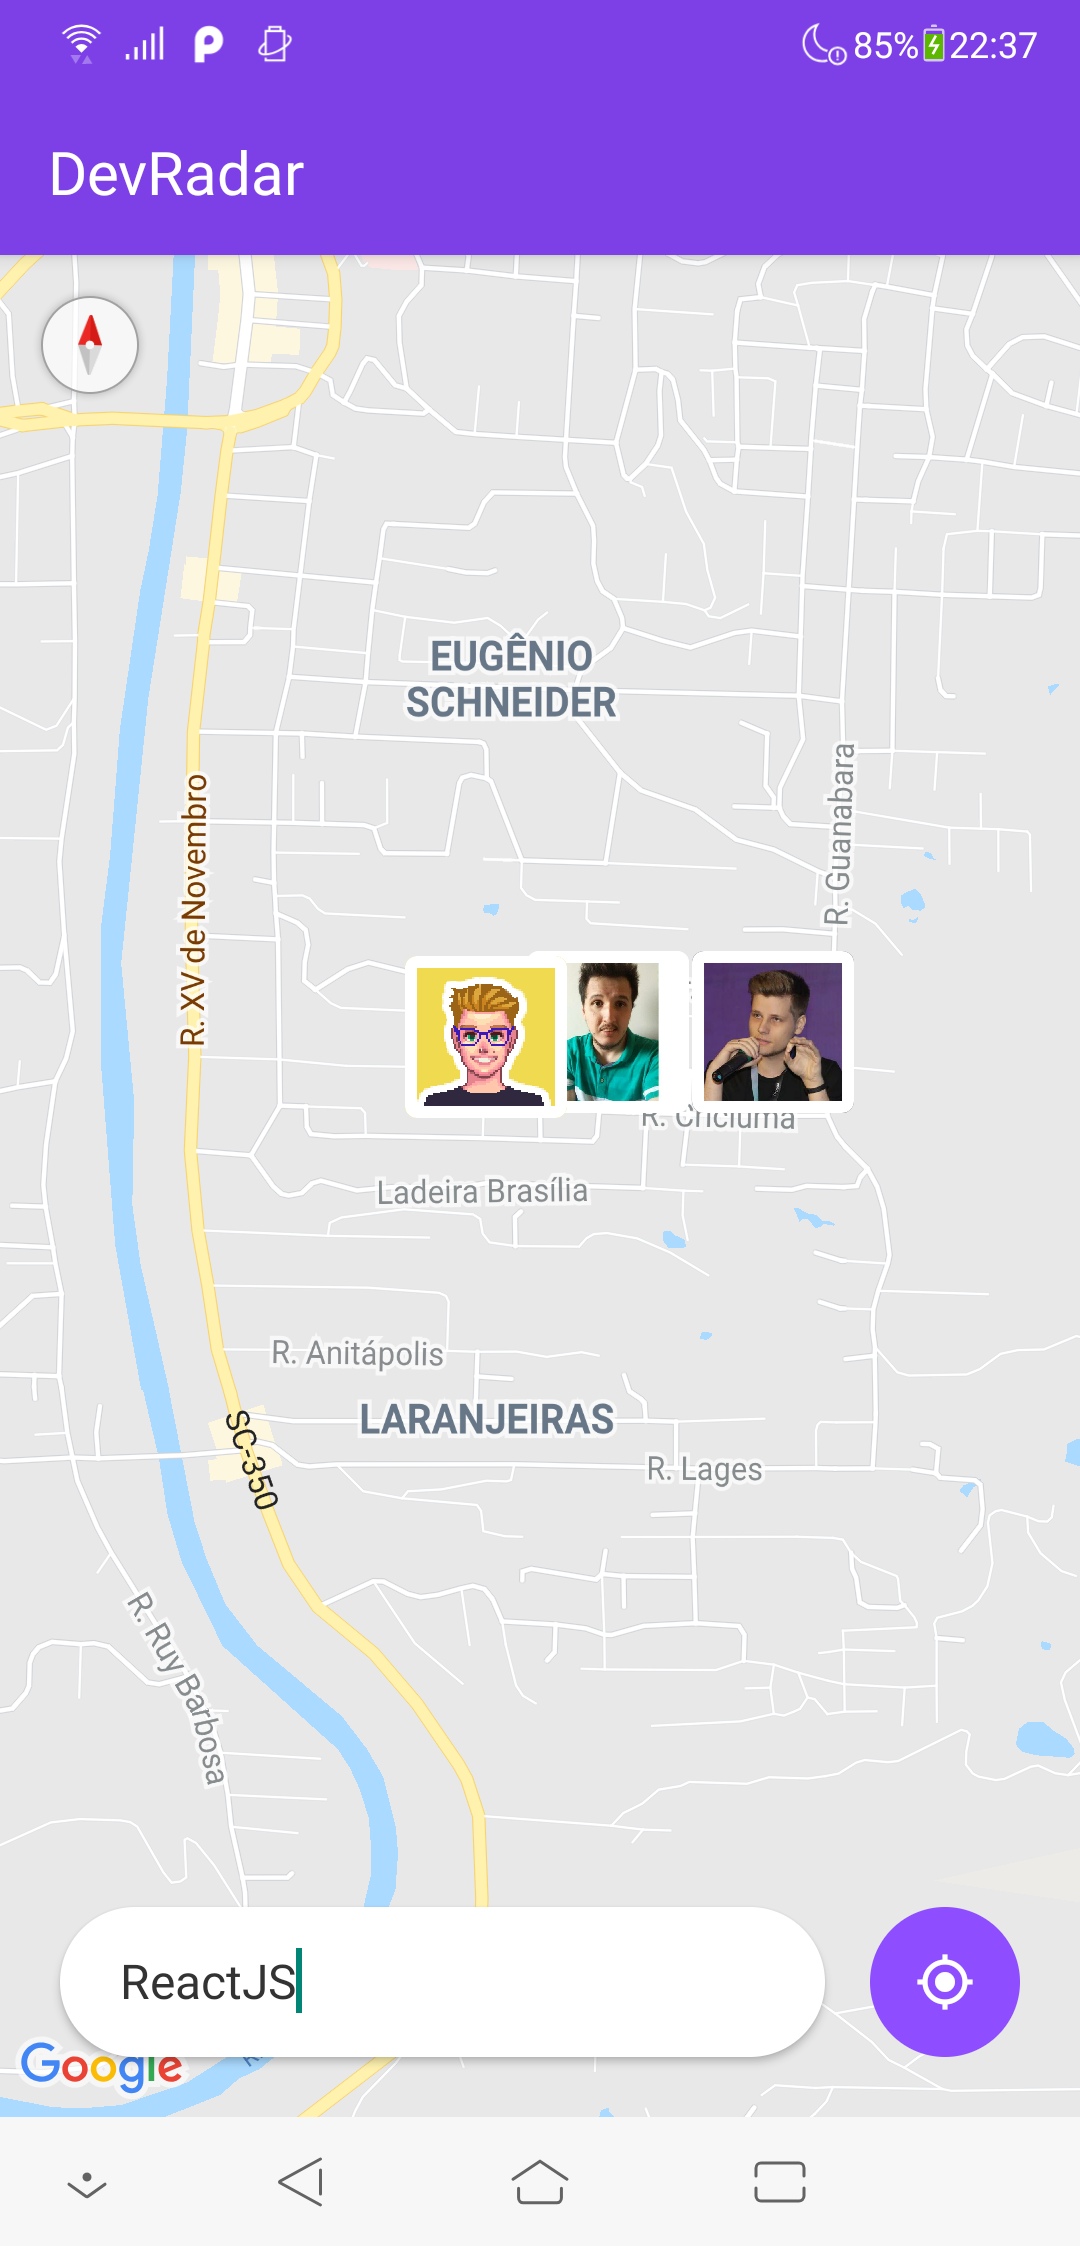 85% 22:37
DevRadar
EUGÊNIO
SCHNEIDER
R. Guanabara
R. XV de Novembro
R. Criciúma
Ladeira Brasília
R. Anitápolis
LARANJEIRAS
SC-350
R. Lages
R. Ruy Barbosa
ReactJS
Google